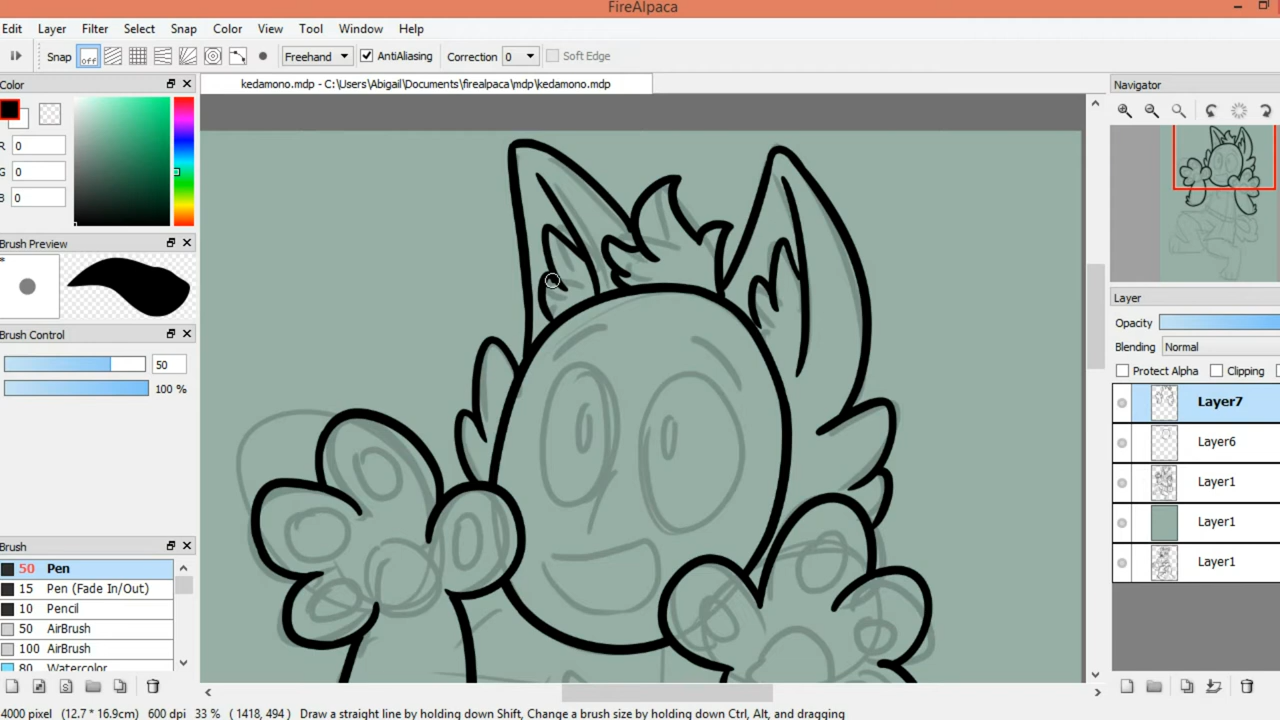 FireAlpaca
Edit Layer Filter Select Snap Color View Tool Window Help
Snap off Freehand AntiAliasing Correction 0 Soft Edge
Color
kedamono.mdp - C:\Users\Abigail\Documents\firealpaca\mdp\kedamono.mdp
Navigator
R 0
G 0
B 0
Brush Preview
Brush Control
50
100 %
Layer
Opacity
Blending Normal
Protect Alpha Clipping
Layer7
Layer6
Layer1
Layer1
Layer1
Brush
50 Pen
15 Pen (Fade In/Out)
10 Pencil
50 AirBrush
100 AirBrush
80 Watercolor
4000 pixel (12.7 * 16.9cm) 600 dpi 33 % ( 1418, 494 ) Draw a straight line by holding down Shift, Change a brush size by holding down Ctrl, Alt, and dragging